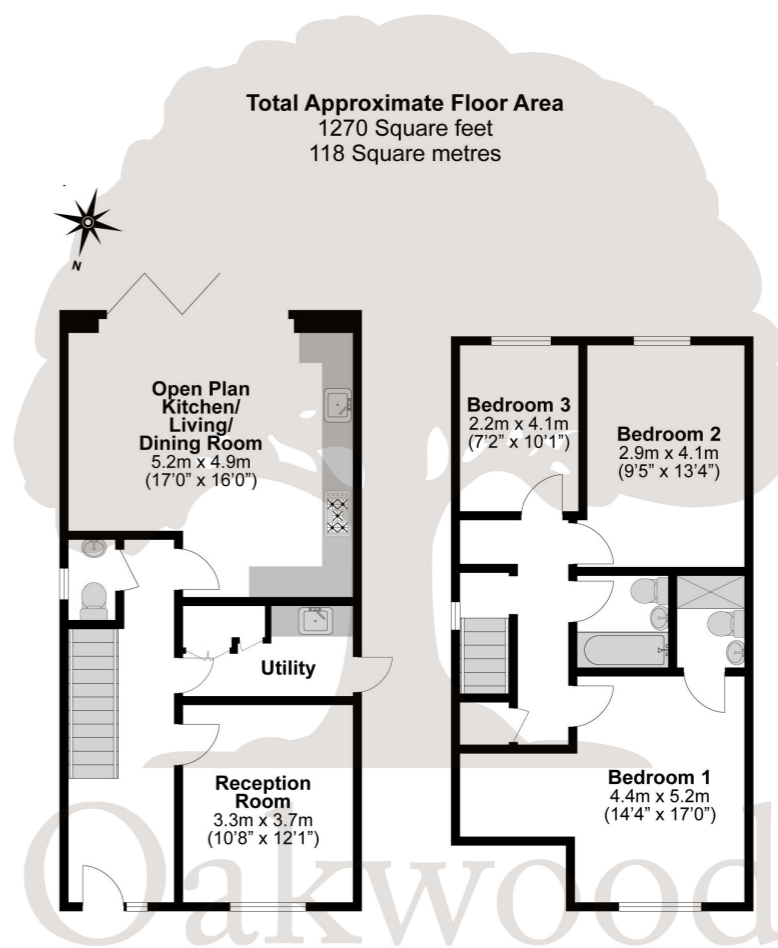 Total Approximate Floor Area
1270 Square feet
118 Square metres
N
Open Plan
Kitchen/
Living/
Dining Room
5.2m x 4.9m
(17'0" x 16'0")
Utility
Reception
Room
3.3m x 3.7m
(10'8" x 12'1")
Bedroom 3
2.2m x 4.1m
(7'2" x 10'1")
Bedroom 2
2.9m x 4.1m
(9'5" x 13'4")
Bedroom 1
4.4m x 5.2m
(14'4" x 17'0")
Oakwood